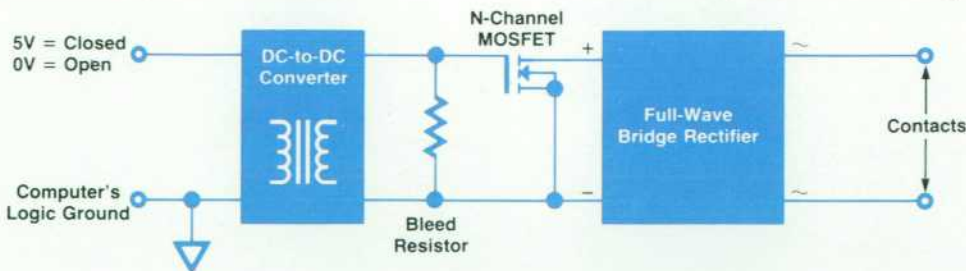 5V = Closed
0V = Open
DC-to-DC
Converter
N-Channel
MOSFET
+
~
Full-Wave
Bridge Rectifier
Contacts
Computer's
Logic Ground
Bleed
Resistor
−
~